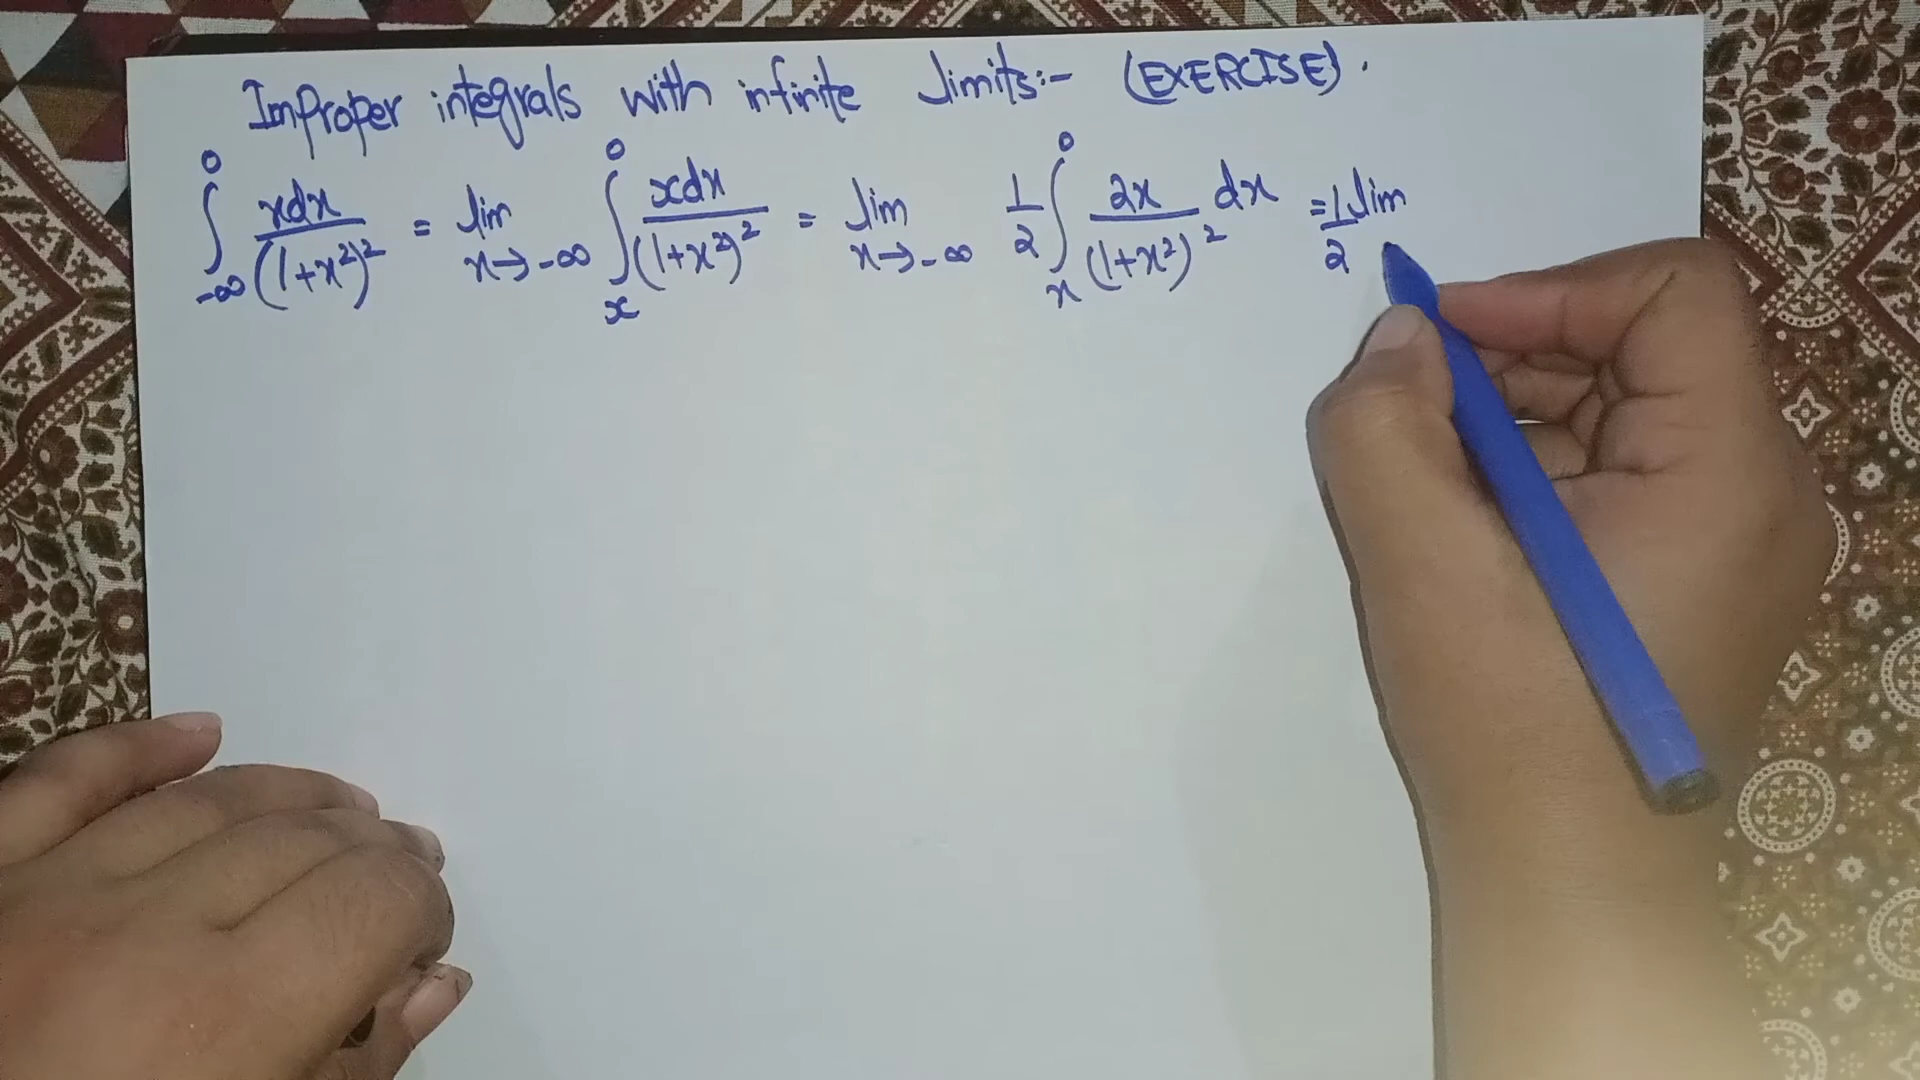 Improper integrals with infinite limits:- (EXERCISE).
∫_{-∞}^{0} xdx/(1+x²)² = lim_{x→-∞} ∫_{x}^{0} xdx/(1+x²)² = lim_{x→-∞} 1/2 ∫_{x}^{0} 2x/(1+x²)² dx = 1/2 lim